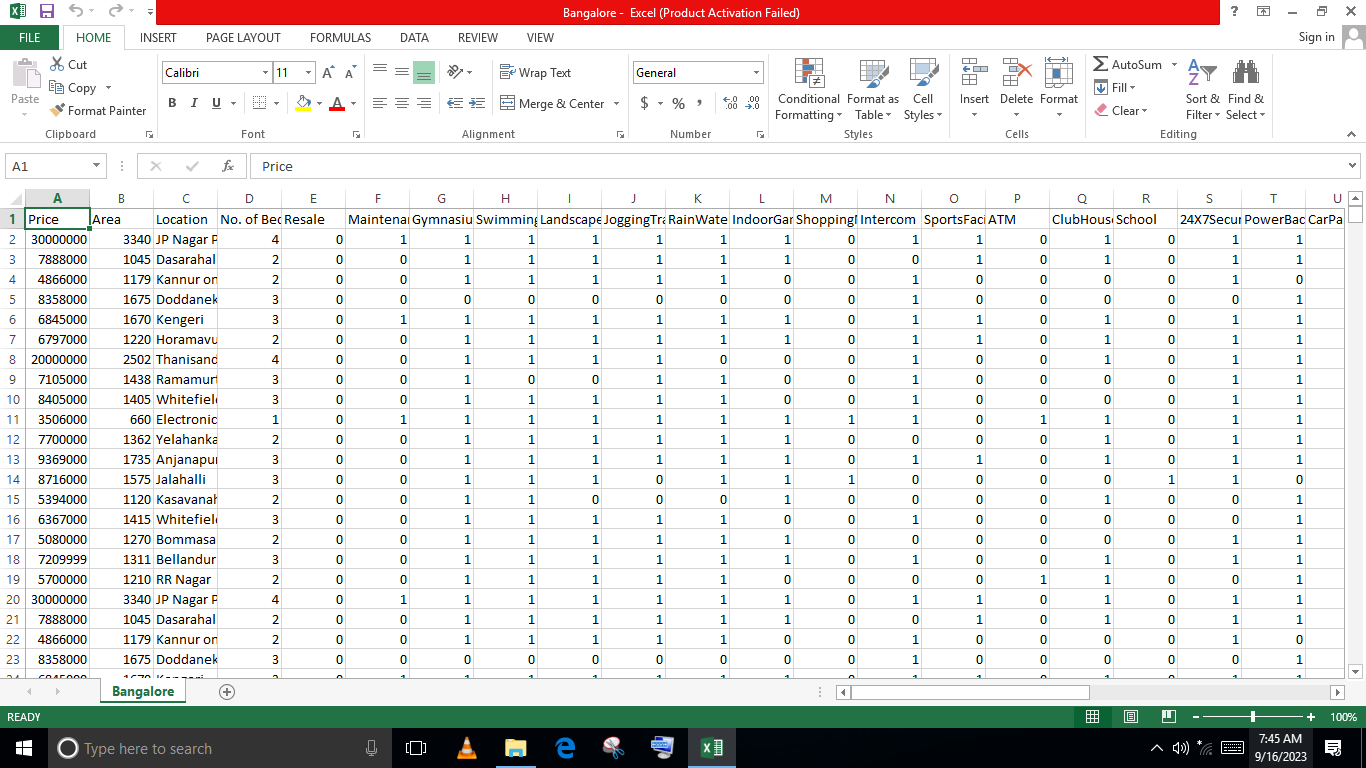 Bangalore - Excel (Product Activation Failed)
FILE HOME INSERT PAGE LAYOUT FORMULAS DATA REVIEW VIEW Sign in
Paste Cut Copy Format Painter Clipboard
Calibri 11 A A B I U A Font
Wrap Text Merge & Center Alignment
General $ % , .00 .0 Number
Conditional Formatting Format as Table Cell Styles Styles
Insert Delete Format Cells
AutoSum Fill Clear Sort & Filter Find & Select Editing
A1 fx Price
A B C D E F G H I J K L M N O P Q R S T U
1 Price Area Location No. of Bed Resale Maintenan Gymnasiu Swimming Landscape JoggingTra RainWate IndoorGam Shopping Intercom SportsFaci ATM ClubHous School 24X7Secur PowerBac CarPa
2 30000000 3340 JP Nagar P 4 0 1 1 1 1 1 1 1 0 1 1 0 1 0 1 1
3 7888000 1045 Dasarahal 2 0 0 1 1 1 1 1 1 0 0 1 0 1 0 1 1
4 4866000 1179 Kannur on 2 0 0 1 1 1 1 1 0 0 1 0 0 1 0 1 0
5 8358000 1675 Doddanek 3 0 0 0 0 0 0 0 0 0 1 0 0 0 0 0 1
6 6845000 1670 Kengeri 3 0 1 1 1 1 1 1 1 0 1 1 0 1 0 1 1
7 6797000 1220 Horamavu 2 0 0 1 1 1 1 1 1 0 1 1 0 1 0 1 1
8 20000000 2502 Thanisand 4 0 0 1 1 1 1 0 0 0 1 0 0 1 0 1 1
9 7105000 1438 Ramamurt 3 0 0 1 0 0 1 1 0 0 1 0 0 0 0 1 1
10 8405000 1405 Whitefield 3 0 0 1 1 1 1 1 0 0 1 0 0 0 0 1 1
11 3506000 660 Electronic 1 0 1 1 1 1 1 1 1 1 1 0 1 1 0 1 1
12 7700000 1362 Yelahanka 2 0 0 1 1 1 1 1 1 0 0 0 0 1 0 1 1
13 9369000 1735 Anjanapur 3 0 0 1 1 1 1 1 1 0 1 1 0 1 0 1 1
14 8716000 1575 Jalahalli 3 0 0 1 1 1 0 1 1 1 0 0 0 0 1 1 0
15 5394000 1120 Kasavanah 2 0 0 1 1 0 0 0 1 0 0 0 0 1 0 0 1
16 6367000 1415 Whitefield 3 0 0 1 1 1 1 1 0 0 1 1 0 0 0 0 1
17 5080000 1270 Bommasa 2 0 0 1 1 1 1 1 1 0 0 0 0 0 0 0 1
18 7209999 1311 Bellandur 3 0 0 1 1 1 1 1 1 0 1 0 0 1 0 1 1
19 5700000 1210 RR Nagar 2 0 0 1 1 1 1 1 0 0 0 0 1 1 0 0 1
20 30000000 3340 JP Nagar P 4 0 1 1 1 1 1 1 1 0 1 1 0 1 0 1 1
21 7888000 1045 Dasarahal 2 0 0 1 1 1 1 1 1 0 0 1 0 1 0 1 1
22 4866000 1179 Kannur on 2 0 0 1 1 1 1 1 0 0 1 0 0 1 0 1 0
23 8358000 1675 Doddanek 3 0 0 0 0 0 0 0 0 0 1 0 0 0 0 0 1
Bangalore
READY 100%
Type here to search
7:45 AM
9/16/2023